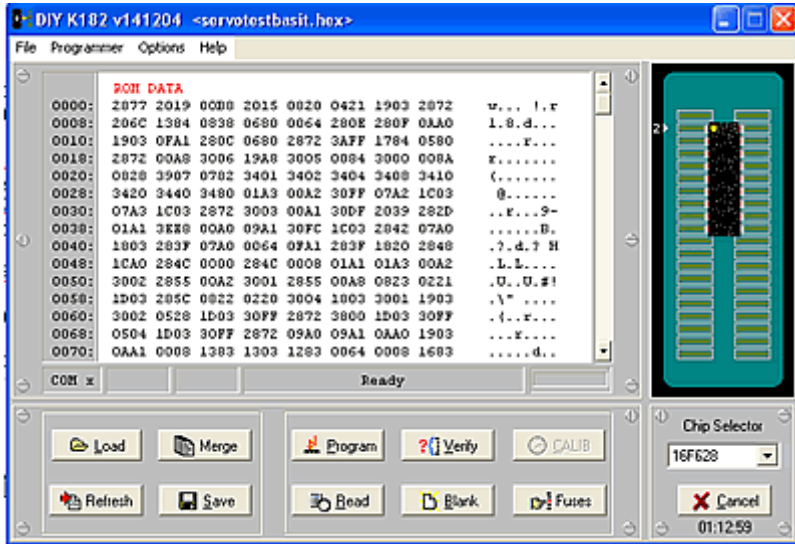 DIY K182 v141204 <servotestbasit.hex>
File Programmer Options Help
ROM DATA
0000: 2877 2019 00B8 2015 0820 0421 1903 2872 w... !.r
0008: 206C 1384 0838 0680 0064 280E 280F 0AA0 l.8.d...
0010: 1903 0FA1 280C 0680 2872 3AFF 1784 0580 ....r...
0018: 2872 00A8 3006 19A8 3005 0084 3000 008A r.......
0020: 0828 3907 0782 3401 3402 3404 3408 3410 (.......
0028: 3420 3440 3480 01A3 00A2 30FF 07A2 1C03 @......
0030: 07A3 1C03 2872 3003 00A1 30DF 2039 282D ..r...9-
0038: 01A1 3EE8 00A0 09A1 30FC 1C03 2842 07A0 ......B.
0040: 1803 283F 07A0 0064 0FA1 283F 1820 2848 .?.d.? H
0048: 1CA0 284C 0000 284C 0008 01A1 01A3 00A2 .L.L....
0050: 3002 2855 00A2 3001 2855 00A8 0823 0221 .U..U.#!
0058: 1D03 285C 0822 0220 3004 1803 3001 1903 .\" ....
0060: 3002 0528 1D03 30FF 2872 3800 1D03 30FF .(..r...
0068: 0504 1D03 30FF 2872 09A0 09A1 0AA0 1903 ...r....
0070: 0AA1 0008 1383 1303 1283 0064 0008 1683 .....d..
COM x Ready
2
Load Merge Program Verify CALIB
Refresh Save Read Blank Fuses
Chip Selector
16F628
Cancel
01:12:59